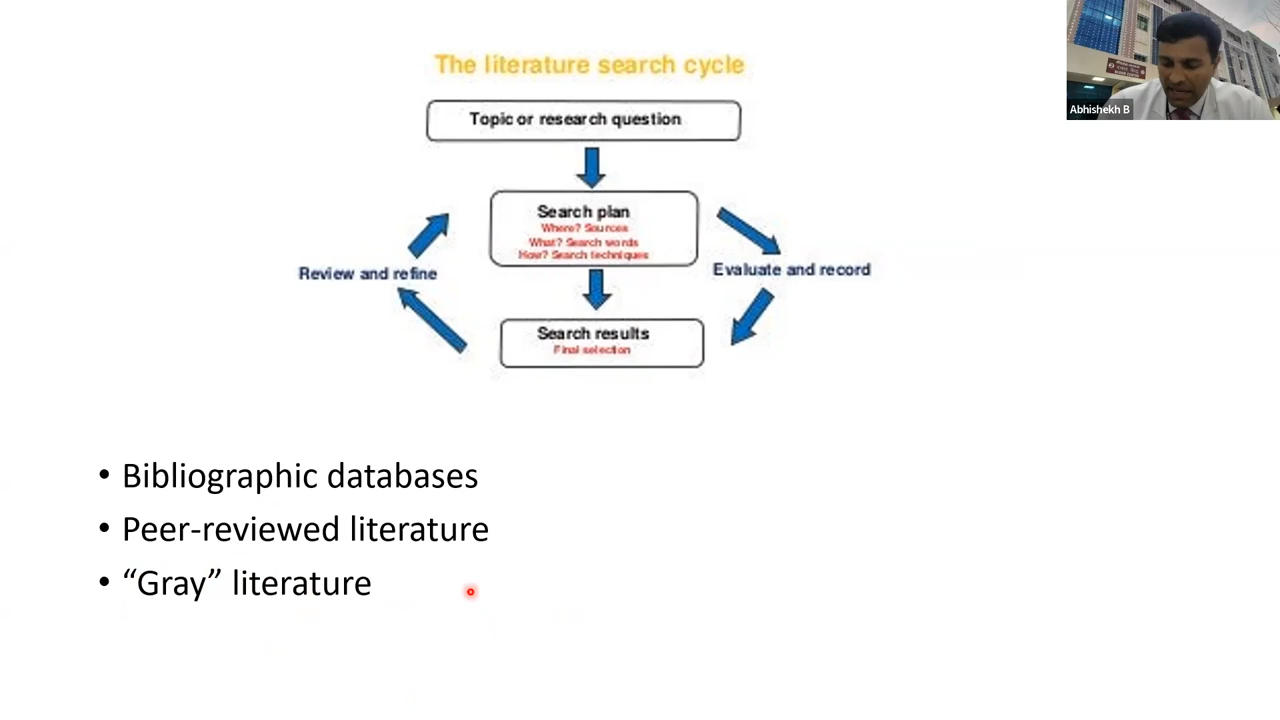 The literature search cycle
Topic or research question
Search plan
Where? Sources
What? Search words
How? Search techniques
Review and refine
Evaluate and record
Search results
Final selection
• Bibliographic databases
• Peer-reviewed literature
• “Gray” literature
Abhishekh B